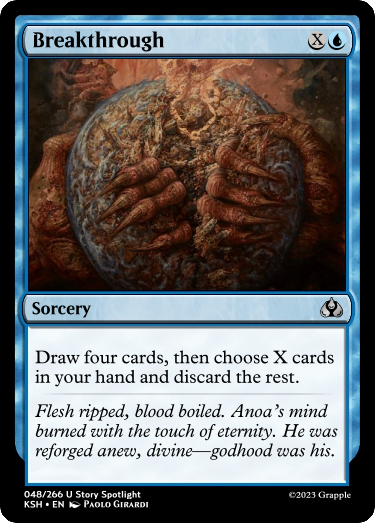 Breakthrough X
Sorcery
Draw four cards, then choose X cards
in your hand and discard the rest.
Flesh ripped, blood boiled. Anoa's mind
burned with the touch of eternity. He was
reforged anew, divine—godhood was his.
048/266 U Story Spotlight
KSH • EN Paolo Girardi ©2023 Grapple